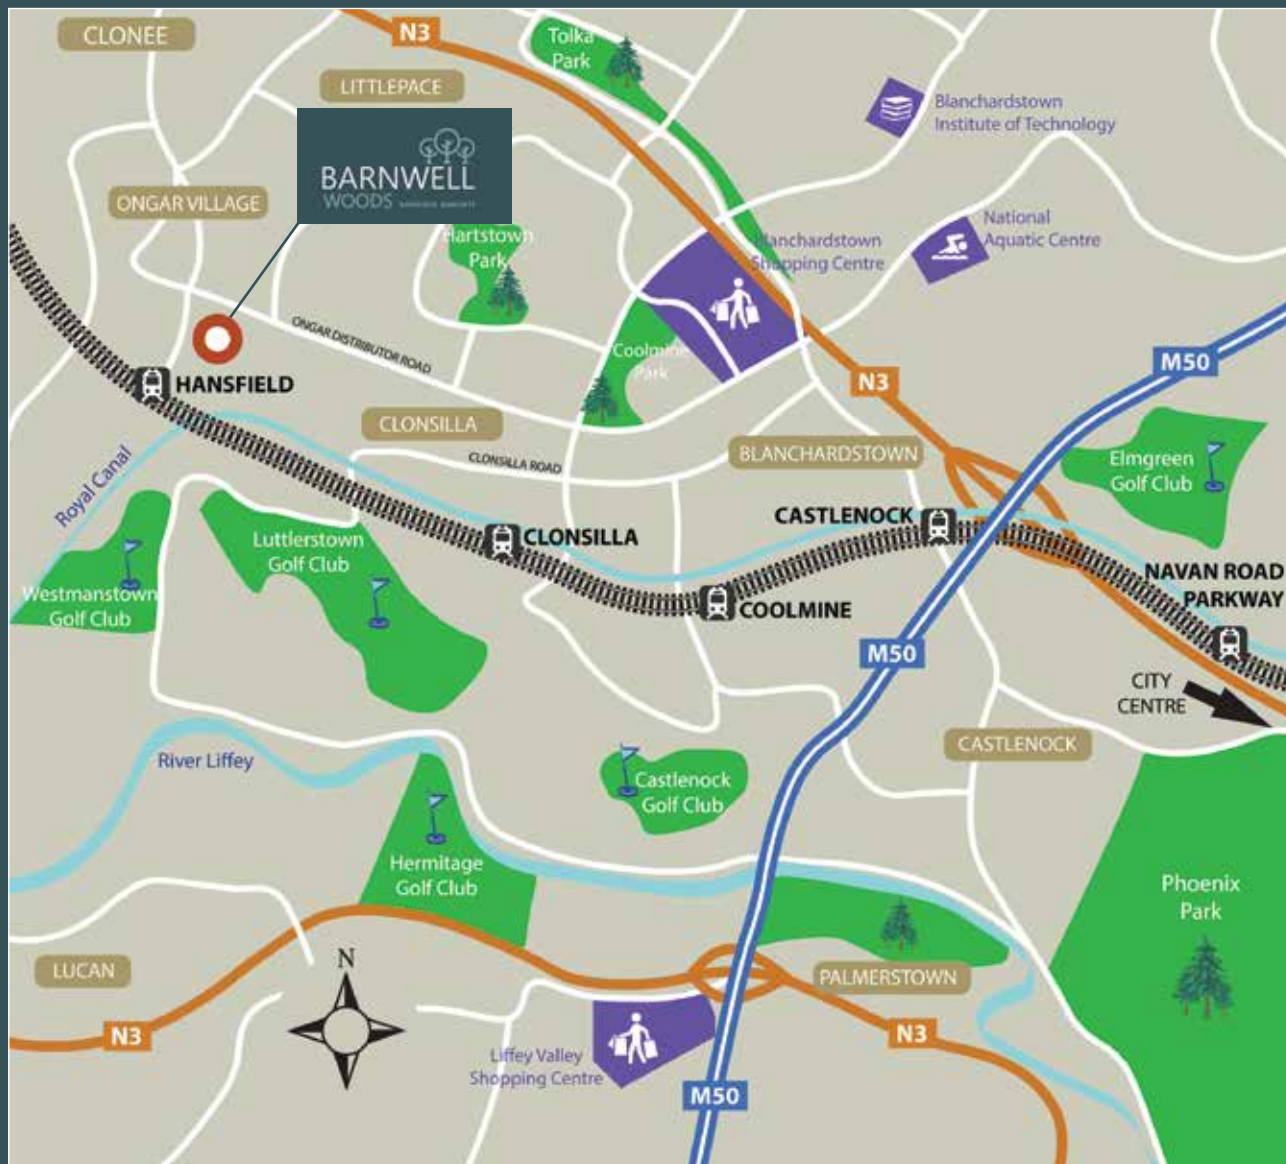 CLONEE
N3
Tolka
Park
LITTLEPACE
Blanchardstown
Institute of Technology
BARNWELL
WOODS
ONGAR VILLAGE
Hartstown
Park
National
Aquatic Centre
Blanchardstown
Shopping Centre
ONGAR DISTRIBUTOR ROAD
Coolmine
Park
M50
HANSFIELD
N3
CLONSILLA
BLANCHARDSTOWN
Elmgreen
Golf Club
CLONSILLA ROAD
Royal Canal
CASTLENOCK
CLONSILLA
Luttlerstown
Golf Club
NAVAN ROAD
PARKWAY
Westmanstown
Golf Club
COOLMINE
M50
CITY
CENTRE
CASTLENOCK
River Liffey
Castlenock
Golf Club
Hermitage
Golf Club
Phoenix
Park
N
LUCAN
PALMERSTOWN
N3
N3
Liffey Valley
Shopping Centre
M50